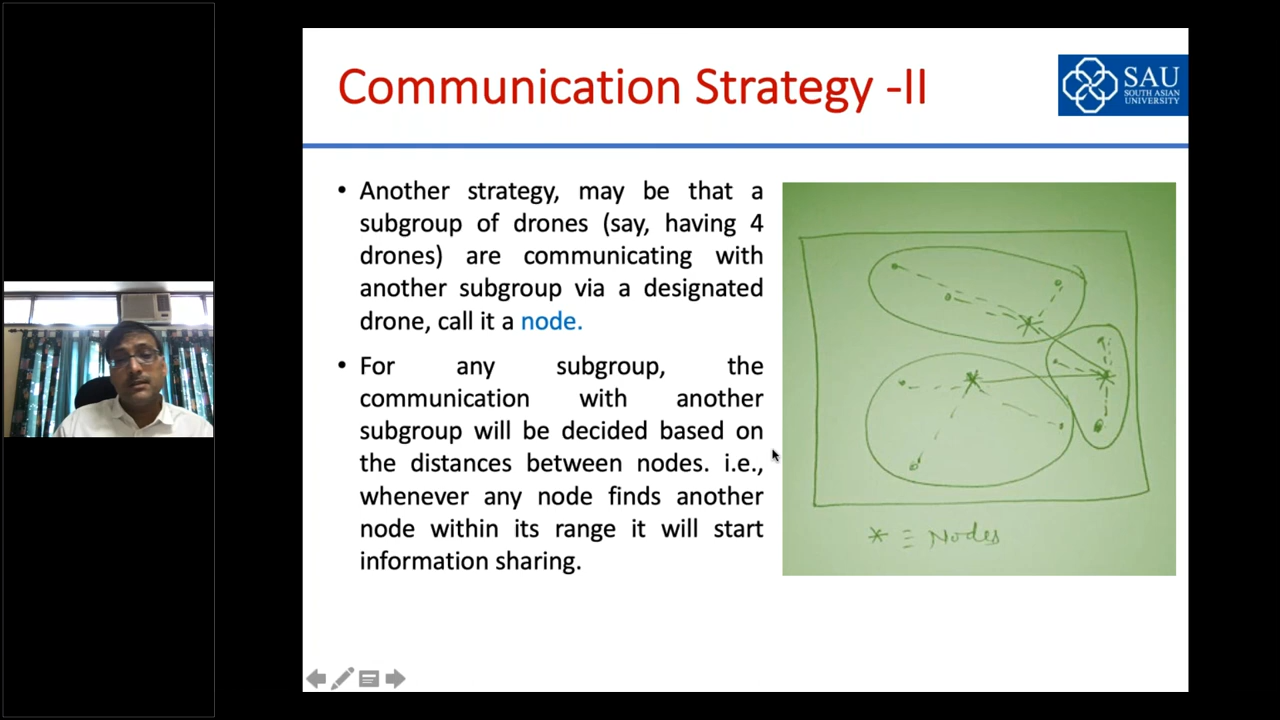 Communication Strategy -II
SAU
SOUTH ASIAN
UNIVERSITY
• Another strategy, may be that a
subgroup of drones (say, having 4
drones) are communicating with
another subgroup via a designated
drone, call it a node.
• For any subgroup, the
communication with another
subgroup will be decided based on
the distances between nodes. i.e.,
whenever any node finds another
node within its range it will start
information sharing.
* ≡ Nodes